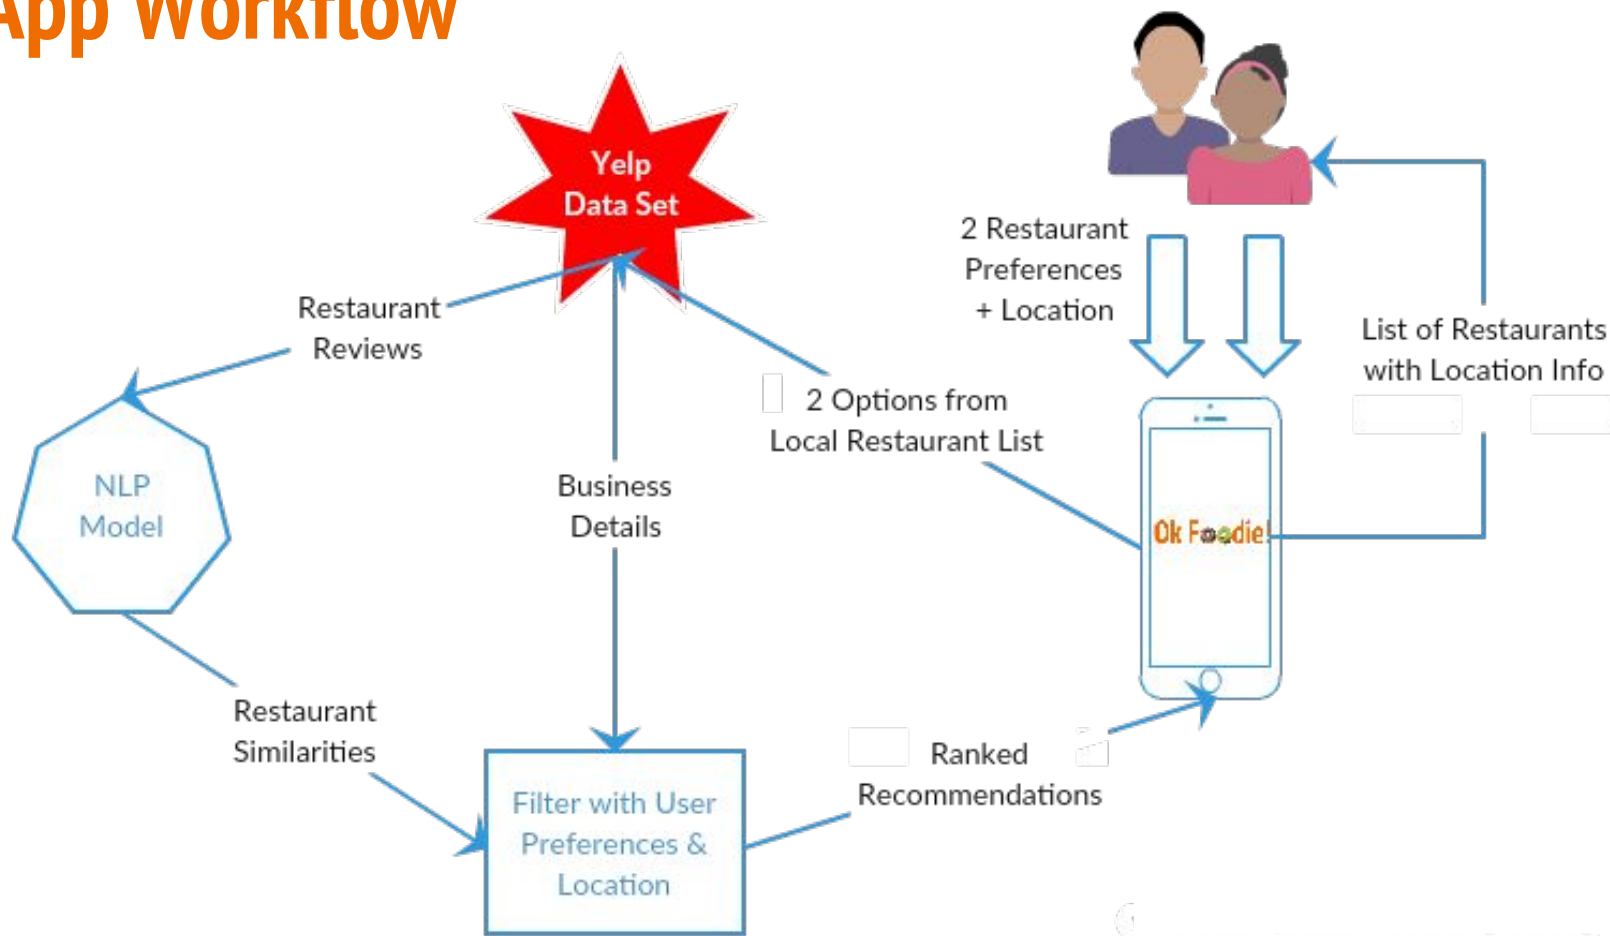 App Workflow
Yelp
Data Set
2 Restaurant
Preferences
+ Location
Restaurant
Reviews
List of Restaurants
with Location Info
2 Options from
Local Restaurant List
NLP
Model
Business
Details
Ok Foodie!
Restaurant
Similarities
Ranked
Recommendations
Filter with User
Preferences &
Location